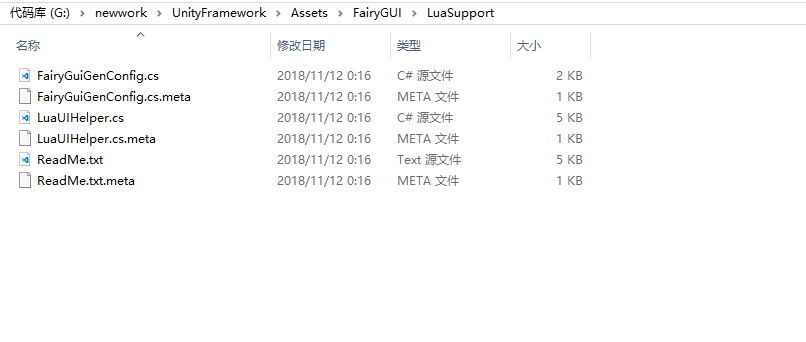 代码库 (G:) > newwork > UnityFramework > Assets > FairyGUI > LuaSupport
名称 修改日期 类型 大小
FairyGuiGenConfig.cs 2018/11/12 0:16 C# 源文件 2 KB
FairyGuiGenConfig.cs.meta 2018/11/12 0:16 META 文件 1 KB
LuaUIHelper.cs 2018/11/12 0:16 C# 源文件 5 KB
LuaUIHelper.cs.meta 2018/11/12 0:16 META 文件 1 KB
ReadMe.txt 2018/11/12 0:16 Text 源文件 5 KB
ReadMe.txt.meta 2018/11/12 0:16 META 文件 1 KB